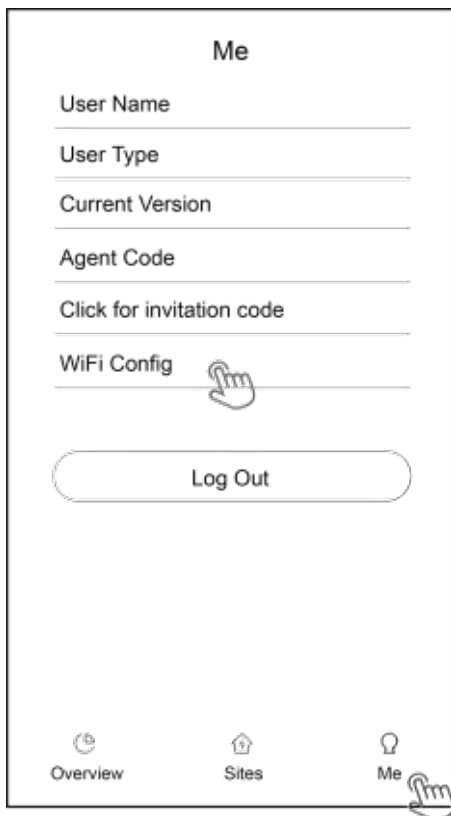 Me
User Name
User Type
Current Version
Agent Code
Click for invitation code
WiFi Config
Log Out
Overview Sites Me